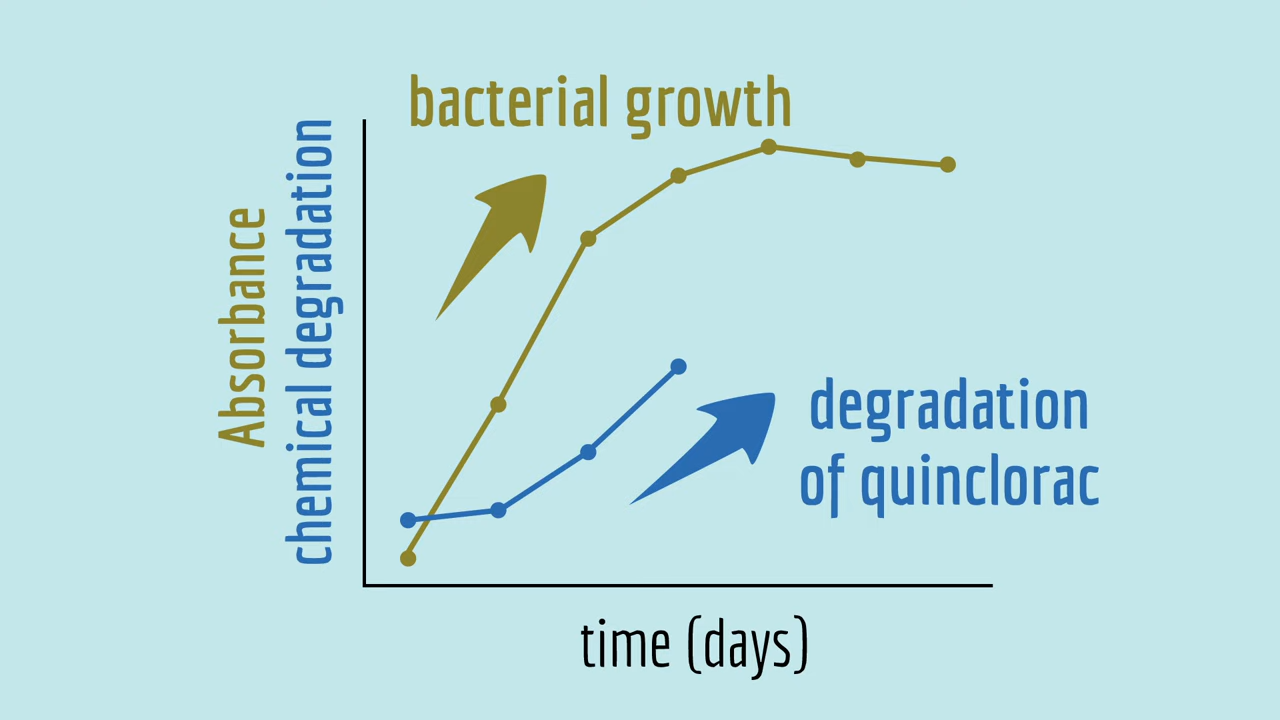 bacterial growth
Absorbance
chemical degradation
degradation
of quinclorac
time (days)